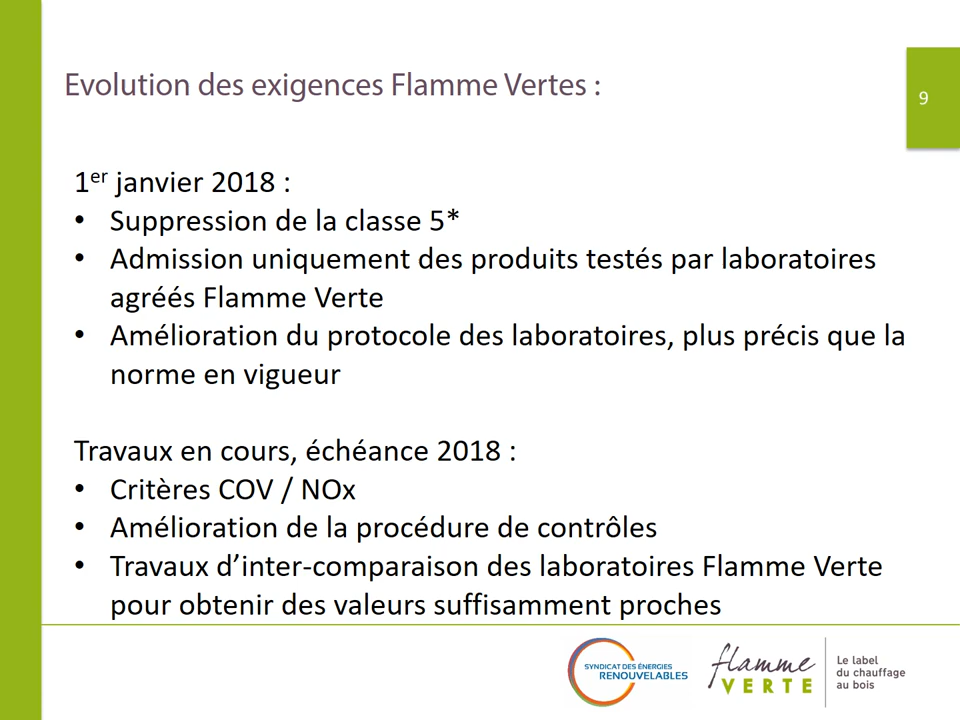 Evolution des exigences Flamme Vertes :
9
1er janvier 2018 :
• Suppression de la classe 5*
• Admission uniquement des produits testés par laboratoires
agréés Flamme Verte
• Amélioration du protocole des laboratoires, plus précis que la
norme en vigueur
Travaux en cours, échéance 2018 :
• Critères COV / NOx
• Amélioration de la procédure de contrôles
• Travaux d’inter-comparaison des laboratoires Flamme Verte
pour obtenir des valeurs suffisamment proches
SYNDICAT DES ÉNERGIES
RENOUVELABLES
flamme
VERTE
Le label
du chauffage
au bois